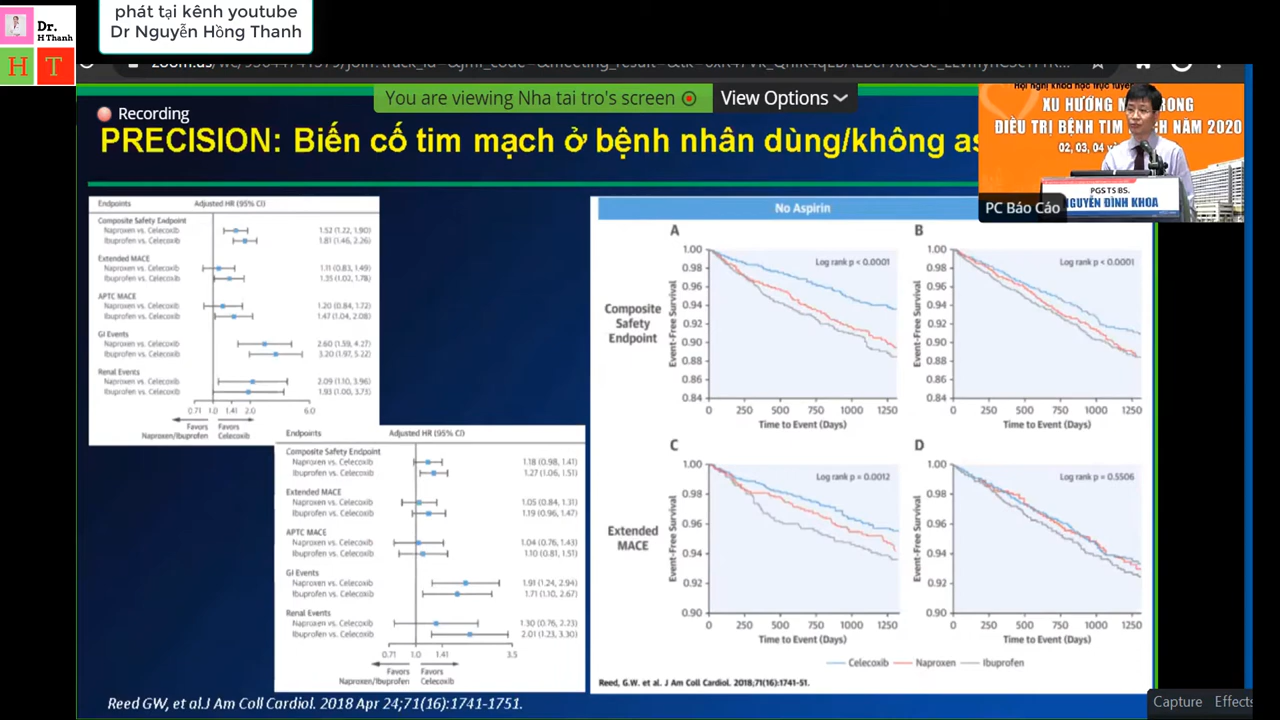 phát tại kênh youtube
Dr Nguyễn Hồng Thanh
Dr.
H Thanh
H T
You are viewing Nha tai tro's screen
View Options
Recording
PRECISION: Biến cố tim mạch ở bệnh nhân dùng/không as
Hội nghị khoa học trực tuyến
XU HƯỚNG
TRONG
ĐIỀU TRỊ BỆNH TIM
NĂM 2020
02, 03, 04
PGS TS BS.
NGUYỄN ĐÌNH KHOA
PC Báo Cáo
Endpoints Adjusted HR (95% CI)
Composite Safety Endpoint
Naproxen vs. Celecoxib 1.52 (1.22, 1.90)
Ibuprofen vs. Celecoxib 1.81 (1.46, 2.26)
Extended MACE
Naproxen vs. Celecoxib 1.11 (0.83, 1.49)
Ibuprofen vs. Celecoxib 1.35 (1.02, 1.78)
APTC MACE
Naproxen vs. Celecoxib 1.20 (0.84, 1.72)
Ibuprofen vs. Celecoxib 1.47 (1.04, 2.08)
GI Events
Naproxen vs. Celecoxib 2.60 (1.59, 4.27)
Ibuprofen vs. Celecoxib 3.20 (1.97, 5.22)
Renal Events
Naproxen vs. Celecoxib 2.09 (1.10, 3.96)
Ibuprofen vs. Celecoxib 1.93 (1.00, 3.73)
0.71 1.0 1.41 2.0 6.0
Favors Favors
Naproxen/Ibuprofen Celecoxib
Endpoints Adjusted HR (95% CI)
Composite Safety Endpoint
Naproxen vs. Celecoxib 1.18 (0.98, 1.41)
Ibuprofen vs. Celecoxib 1.27 (1.06, 1.51)
Extended MACE
Naproxen vs. Celecoxib 1.05 (0.84, 1.31)
Ibuprofen vs. Celecoxib 1.19 (0.96, 1.47)
APTC MACE
Naproxen vs. Celecoxib 1.04 (0.76, 1.43)
Ibuprofen vs. Celecoxib 1.10 (0.81, 1.51)
GI Events
Naproxen vs. Celecoxib 1.91 (1.24, 2.94)
Ibuprofen vs. Celecoxib 1.71 (1.10, 2.67)
Renal Events
Naproxen vs. Celecoxib 1.30 (0.76, 2.23)
Ibuprofen vs. Celecoxib 2.01 (1.23, 3.30)
0.71 1.0 1.41 3.5
Favors Favors
Naproxen/Ibuprofen Celecoxib
No Aspirin
Composite
Safety
Endpoint
A
Event-Free Survival
1.00
0.98
0.96
0.94
0.92
0.90
0.88
0.86
0.84
Log rank p < 0.0001
0 250 500 750 1000 1250
Time to Event (Days)
B
Event-Free Survival
1.00
0.98
0.96
0.94
0.92
0.90
0.88
0.86
0.84
Log rank p < 0.0001
0 250 500 750 1000 1250
Time to Event (Days)
Extended
MACE
C
Event-Free Survival
1.00
0.98
0.96
0.94
0.92
0.90
Log rank p = 0.0012
0 250 500 750 1000 1250
Time to Event (Days)
D
Event-Free Survival
1.00
0.98
0.96
0.94
0.92
0.90
Log rank p = 0.5506
0 250 500 750 1000 1250
Time to Event (Days)
Celecoxib Naproxen Ibuprofen
Reed, G.W. et al. J Am Coll Cardiol. 2018;71(16):1741-51.
Reed GW, et al.J Am Coll Cardiol. 2018 Apr 24;71(16):1741-1751.
Capture Effects